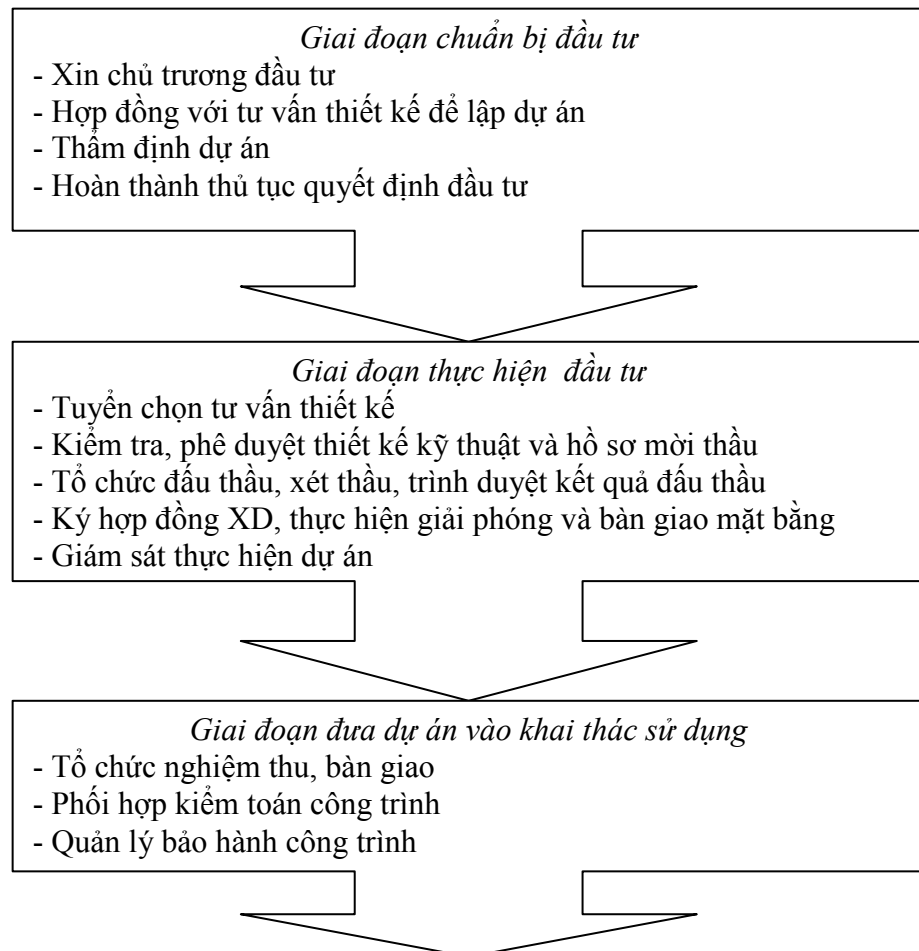 Giai đoạn chuẩn bị đầu tư
- Xin chủ trương đầu tư
- Hợp đồng với tư vấn thiết kế để lập dự án
- Thẩm định dự án
- Hoàn thành thủ tục quyết định đầu tư
Giai đoạn thực hiện đầu tư
- Tuyển chọn tư vấn thiết kế
- Kiểm tra, phê duyệt thiết kế kỹ thuật và hồ sơ mời thầu
- Tổ chức đấu thầu, xét thầu, trình duyệt kết quả đấu thầu
- Ký hợp đồng XD, thực hiện giải phóng và bàn giao mặt bằng
- Giám sát thực hiện dự án
Giai đoạn đưa dự án vào khai thác sử dụng
- Tổ chức nghiệm thu, bàn giao
- Phối hợp kiểm toán công trình
- Quản lý bảo hành công trình